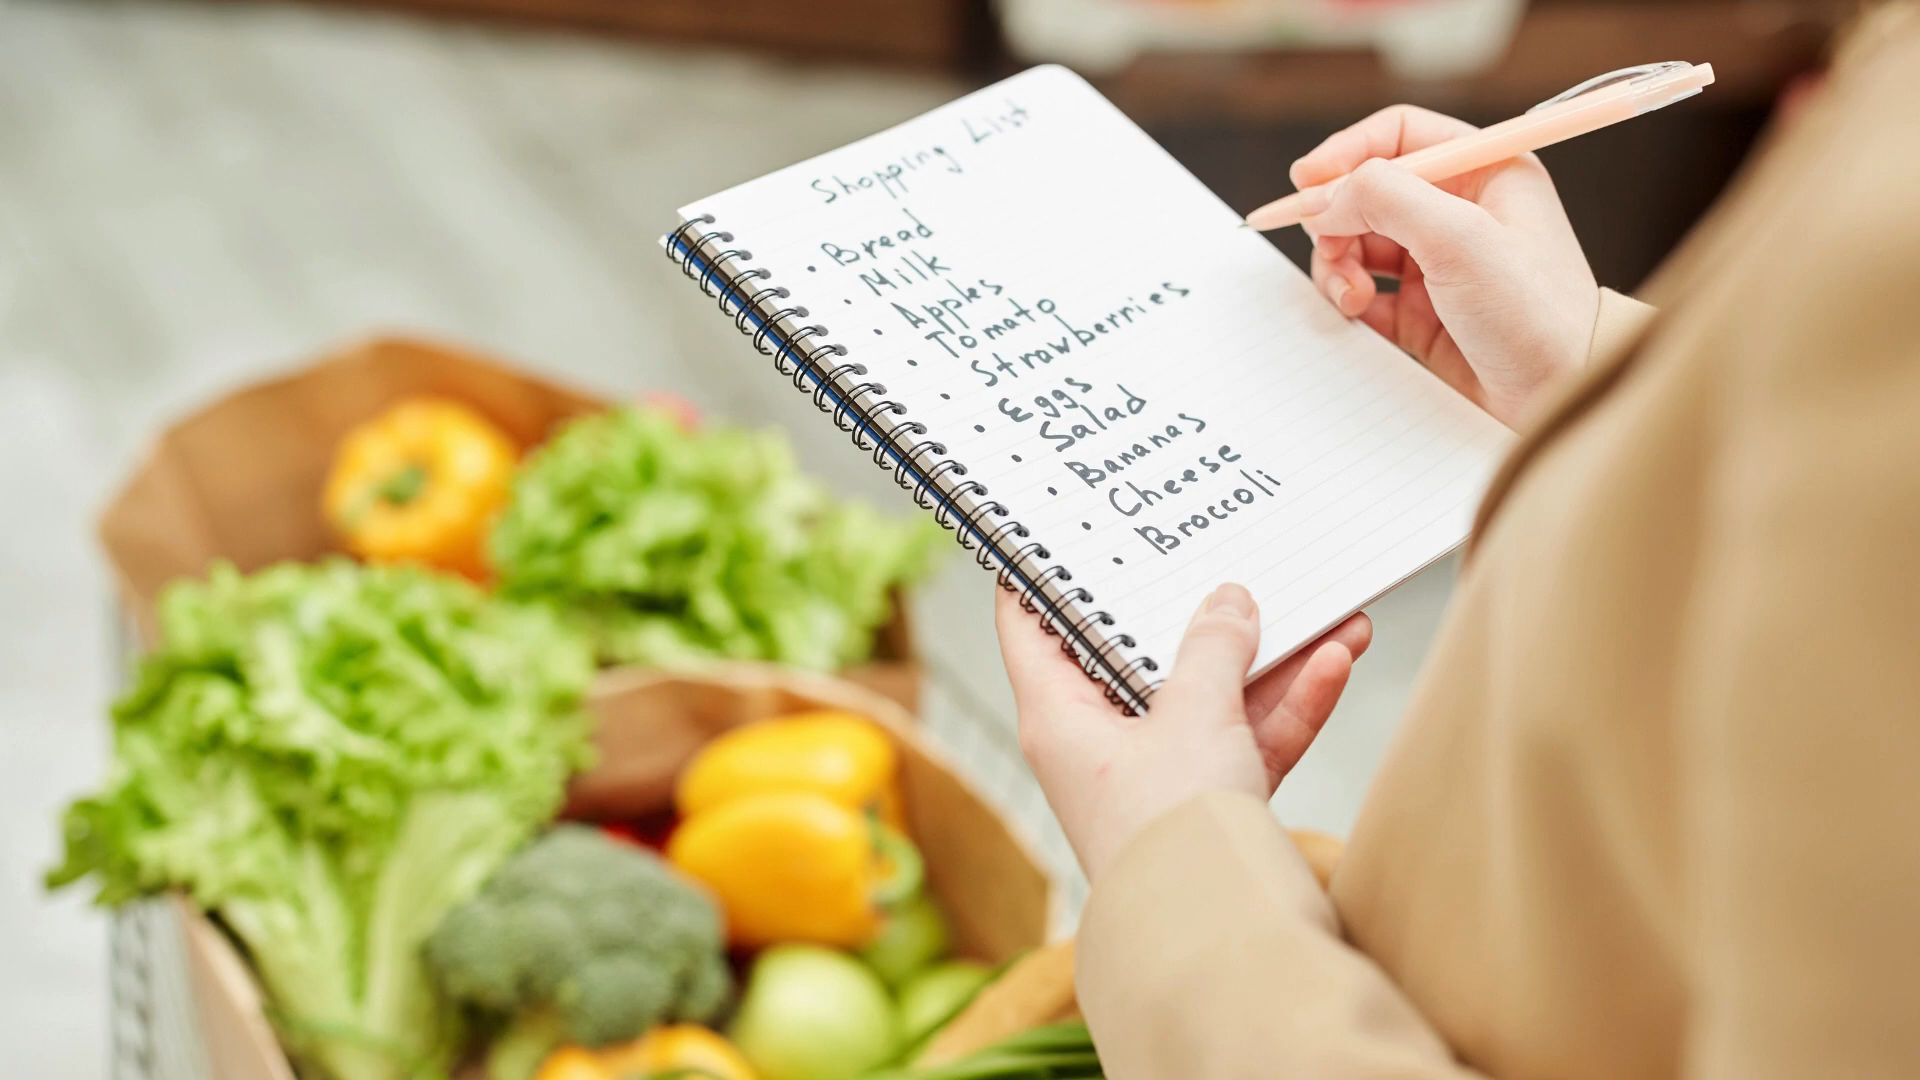 Shopping List
• Bread
• Milk
• Apples
• Tomato
• Strawberries
• Eggs
• Salad
• Bananas
• Cheese
• Broccoli